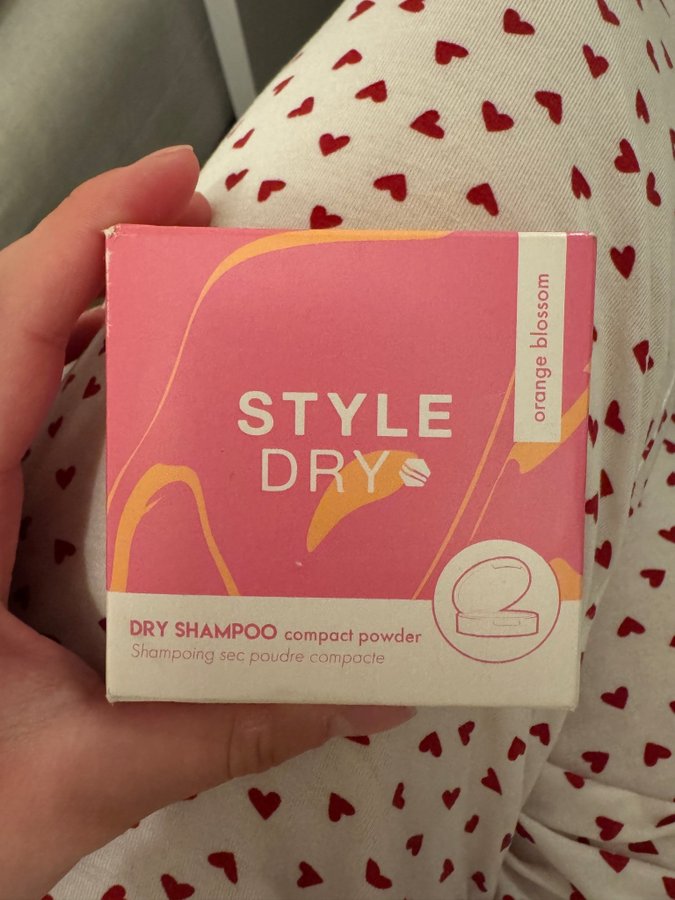 orange blossom
STYLE
DRY
DRY SHAMPOO compact powder
Shampoing sec poudre compacte